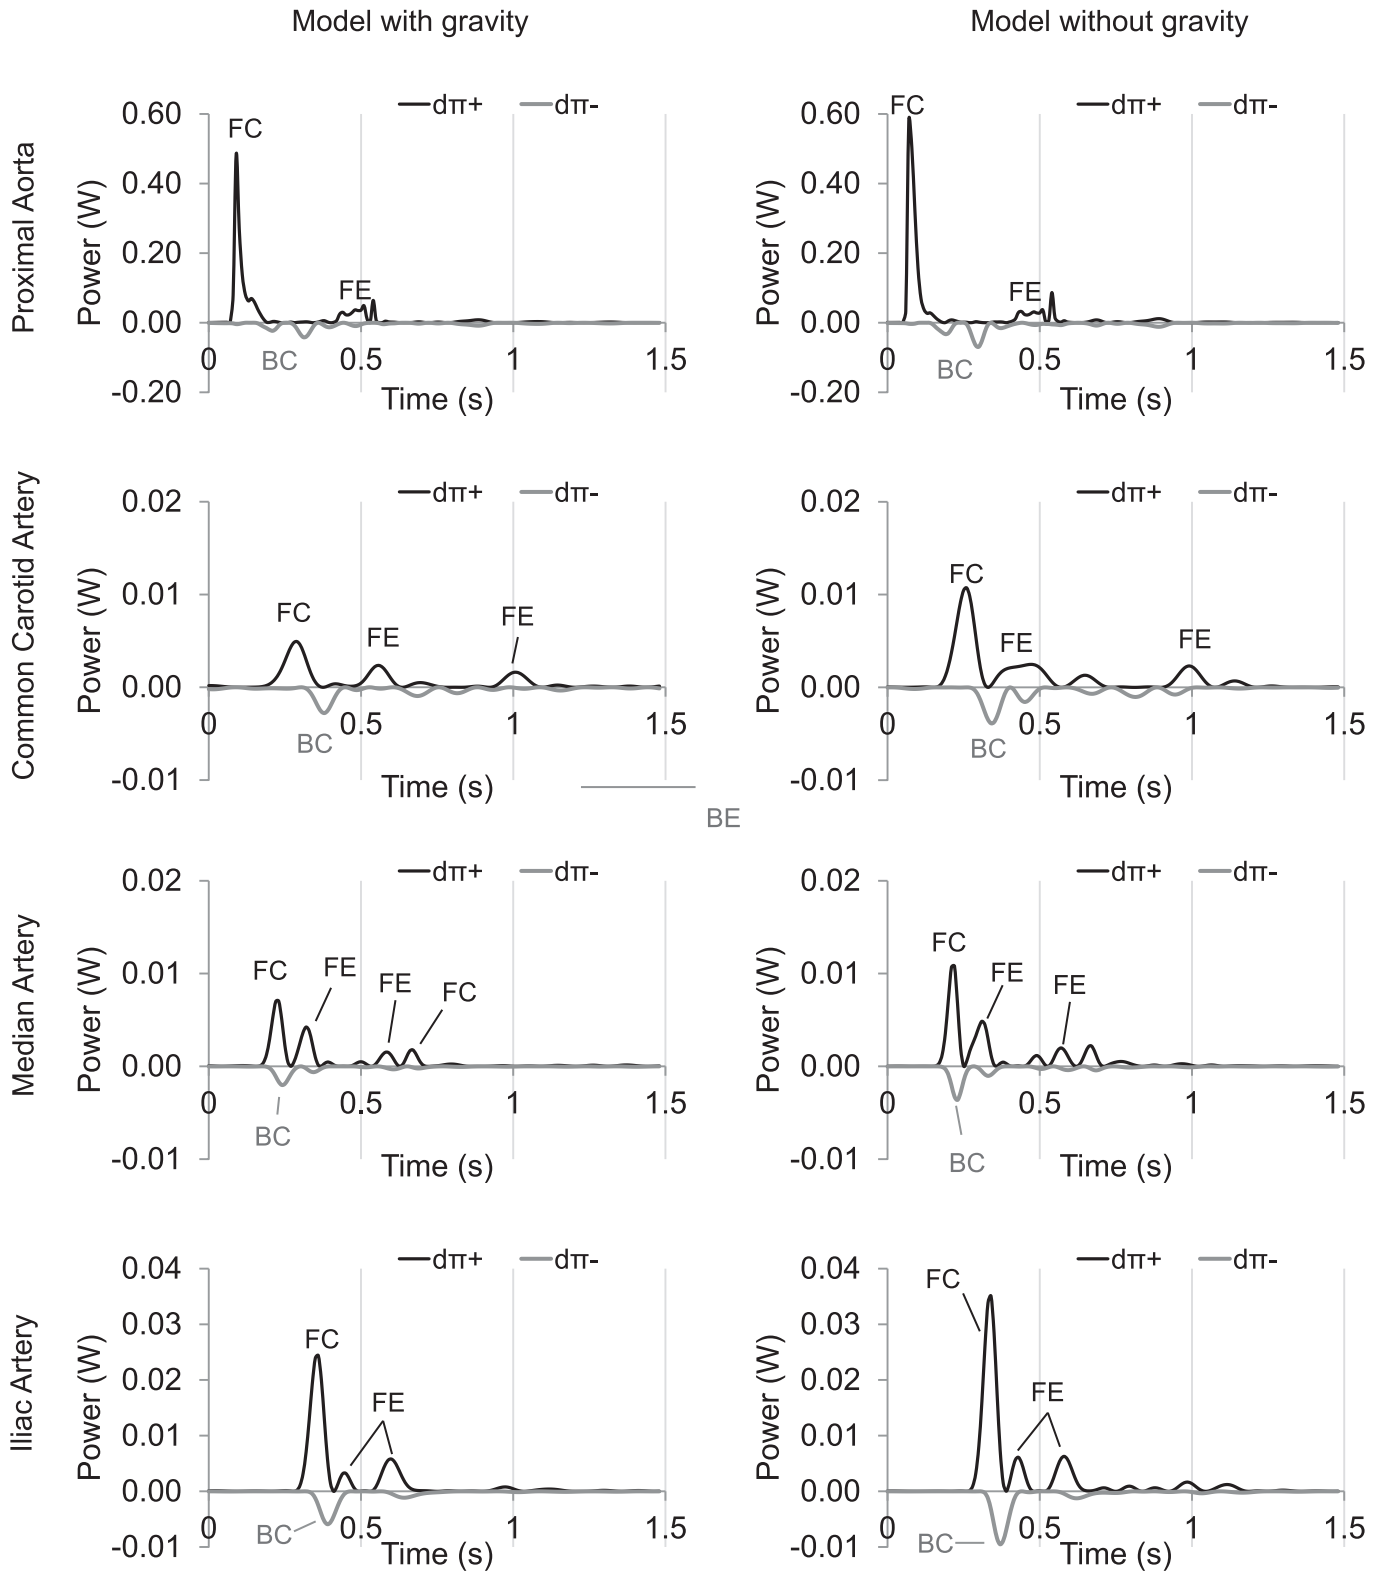 Model with gravity
Model without gravity
Proximal Aorta
Power (W)
0.60
0.40
0.20
0.00
-0.20
dπ+
dπ-
FC
FE
BC
0
0.5
1
1.5
Time (s)
Power (W)
0.60
0.40
0.20
0.00
-0.20
dπ+
dπ-
FC
FE
BC
0
0.5
1
1.5
Time (s)
Common Carotid Artery
Power (W)
0.02
0.01
0.00
-0.01
dπ+
dπ-
FC
FE
FE
BC
0
0.5
1
1.5
Time (s)
BE
Power (W)
0.02
0.01
0.00
-0.01
dπ+
dπ-
FC
FE
FE
BC
0
0.5
1
1.5
Time (s)
Median Artery
Power (W)
0.02
0.01
0.00
-0.01
dπ+
dπ-
FC
FE
FE
FC
BC
0
0.5
1
1.5
Time (s)
Power (W)
0.02
0.01
0.00
-0.01
dπ+
dπ-
FC
FE
FE
BC
0
0.5
1
1.5
Time (s)
Iliac Artery
Power (W)
0.04
0.03
0.02
0.01
0.00
-0.01
dπ+
dπ-
FC
FE
BC
0
0.5
1
1.5
Time (s)
Power (W)
0.04
0.03
0.02
0.01
0.00
-0.01
dπ+
dπ-
FC
FE
BC
0
0.5
1
1.5
Time (s)